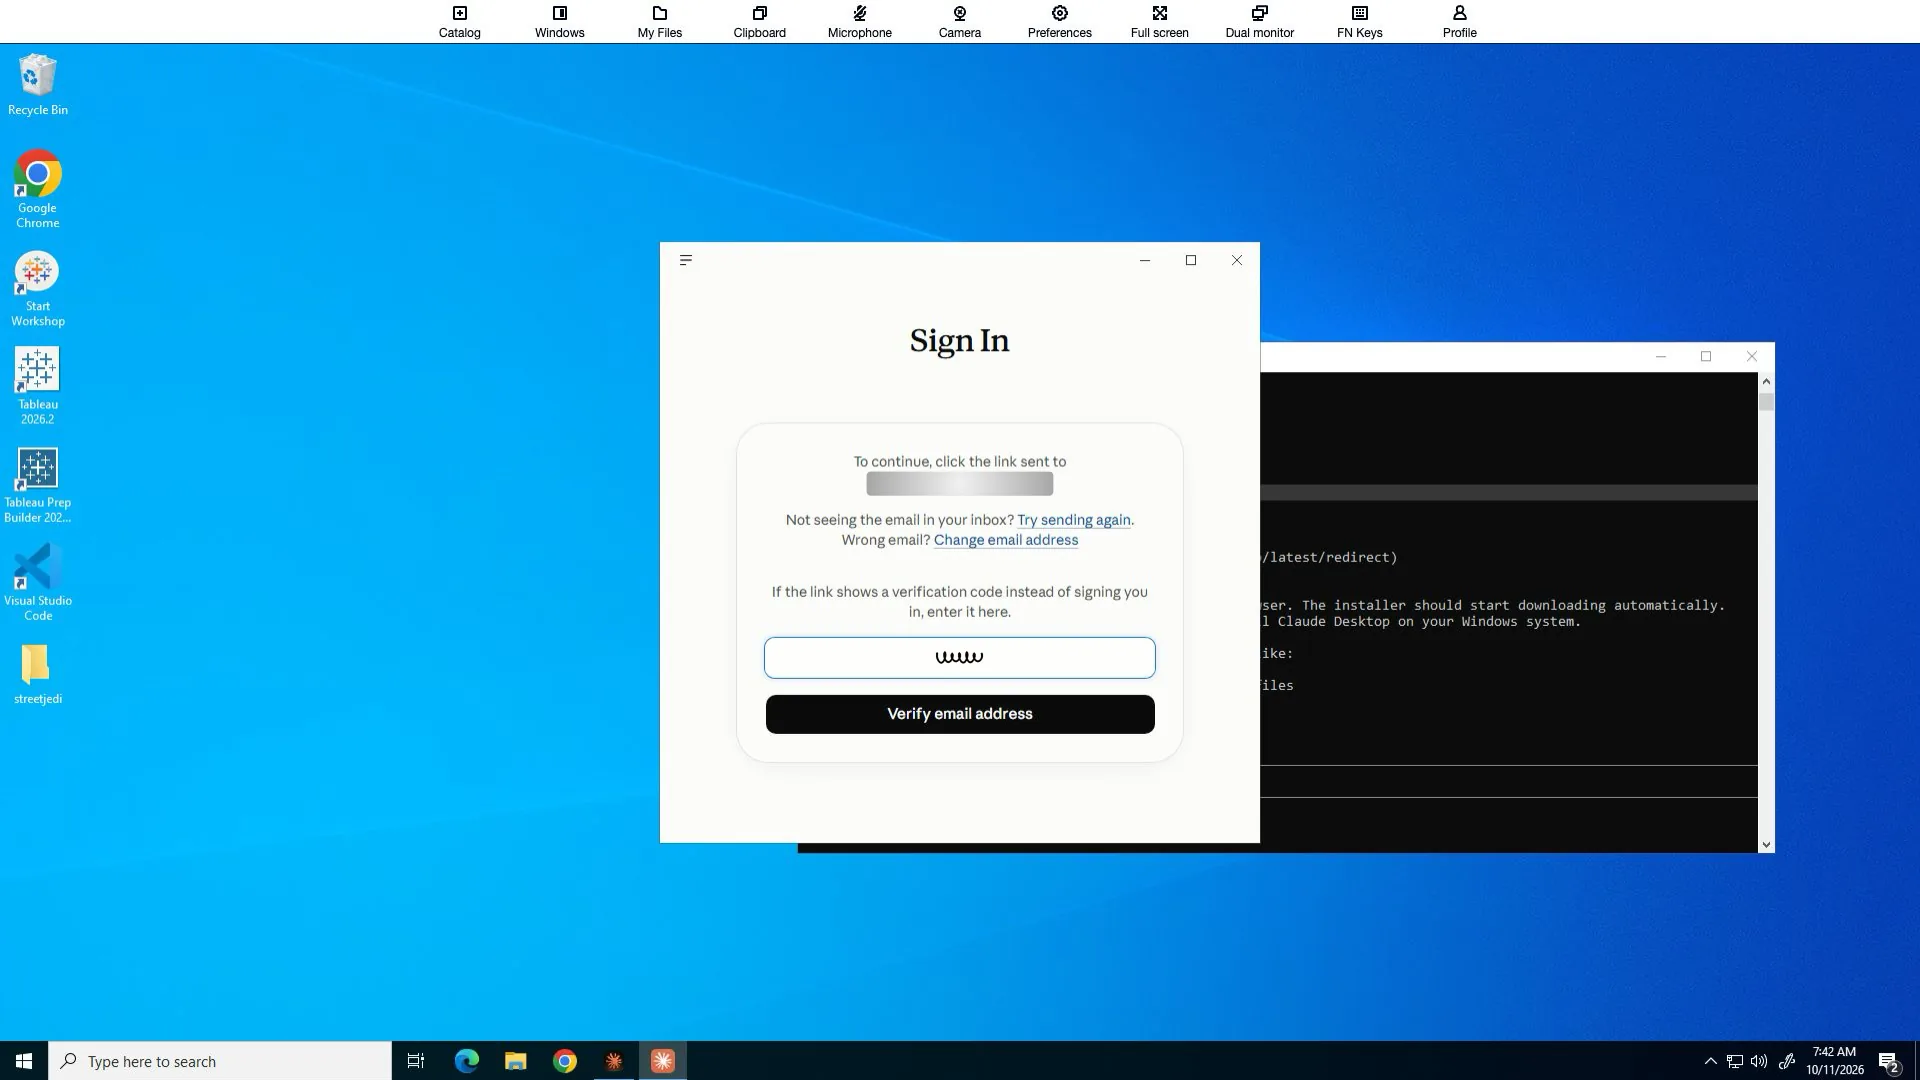 Catalog
Windows
My Files
Clipboard
Microphone
Camera
Preferences
Full screen
Dual monitor
FN Keys
Profile
Recycle Bin
Google
Chrome
Start
Workshop
Tableau
2026.2
Tableau Prep
Builder 202...
Visual Studio
Code
streetjedi
Sign In
To continue, click the link sent to
Not seeing the email in your inbox? Try sending again.
Wrong email? Change email address
If the link shows a verification code instead of signing you
in, enter it here.
Verify email address
/latest/redirect)
ser. The installer should start downloading automatically.
l Claude Desktop on your Windows system.
ike:
iles
Type here to search
7:42 AM
10/11/2026
2